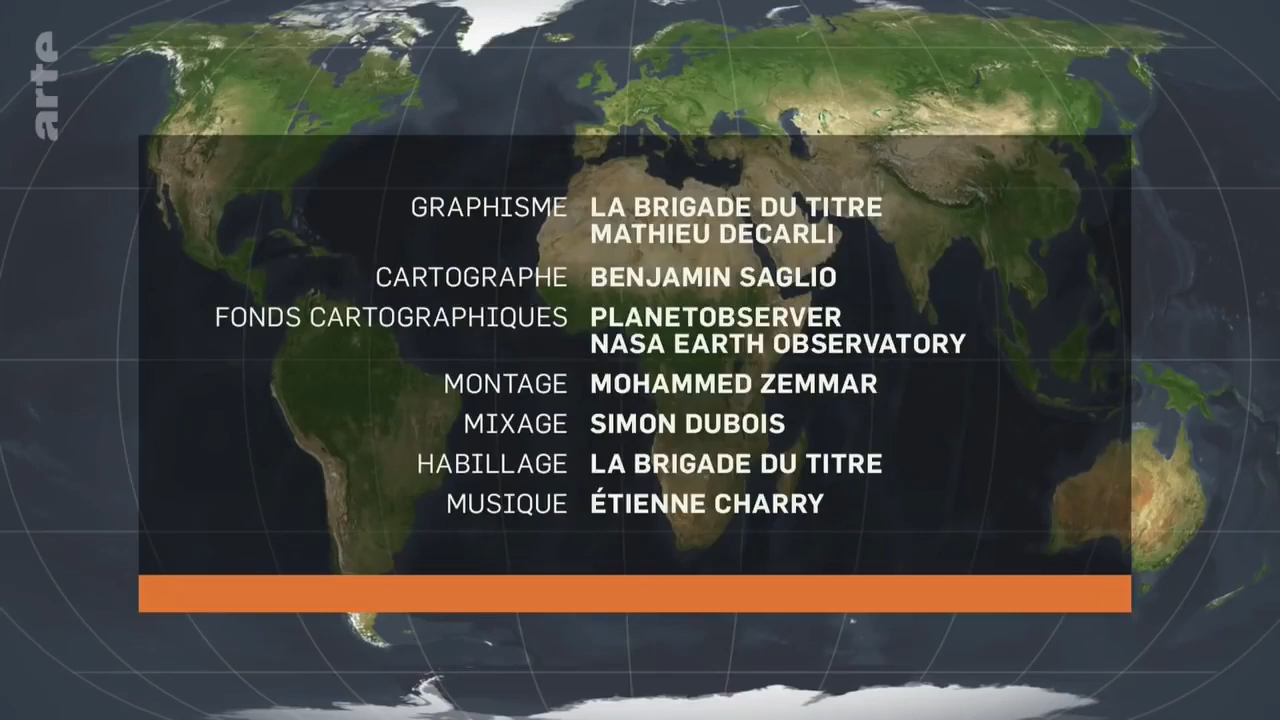 arte
GRAPHISME LA BRIGADE DU TITRE
MATHIEU DECARLI
CARTOGRAPHE BENJAMIN SAGLIO
FONDS CARTOGRAPHIQUES PLANETOBSERVER
NASA EARTH OBSERVATORY
MONTAGE MOHAMMED ZEMMAR
MIXAGE SIMON DUBOIS
HABILLAGE LA BRIGADE DU TITRE
MUSIQUE ÉTIENNE CHARRY